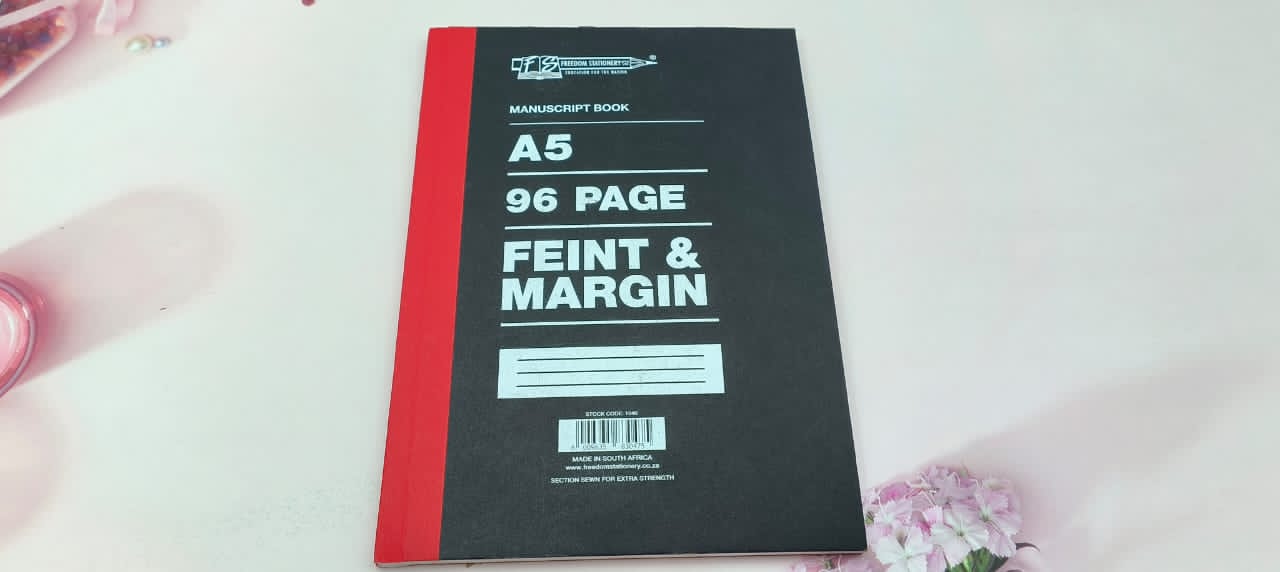 FS FREEDOM STATIONERY
EDUCATION FOR THE NATION
MANUSCRIPT BOOK
A5
96 PAGE
FEINT &
MARGIN
STOCK CODE
MADE IN SOUTH AFRICA
www.freedomstationery.co.za
SECTION SEWN FOR EXTRA STRENGTH